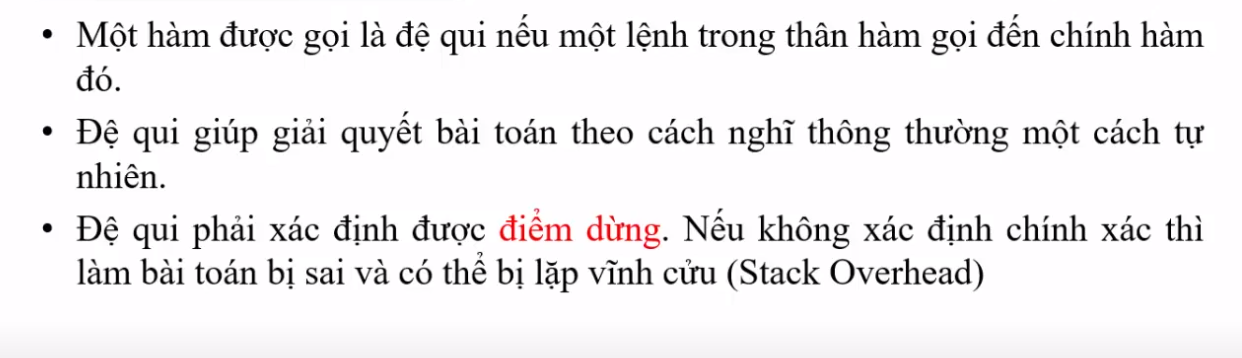 • Một hàm được gọi là đệ qui nếu một lệnh trong thân hàm gọi đến chính hàm
đó.
• Đệ qui giúp giải quyết bài toán theo cách nghĩ thông thường một cách tự
nhiên.
• Đệ qui phải xác định được điểm dừng. Nếu không xác định chính xác thì
làm bài toán bị sai và có thể bị lặp vĩnh cửu (Stack Overhead)